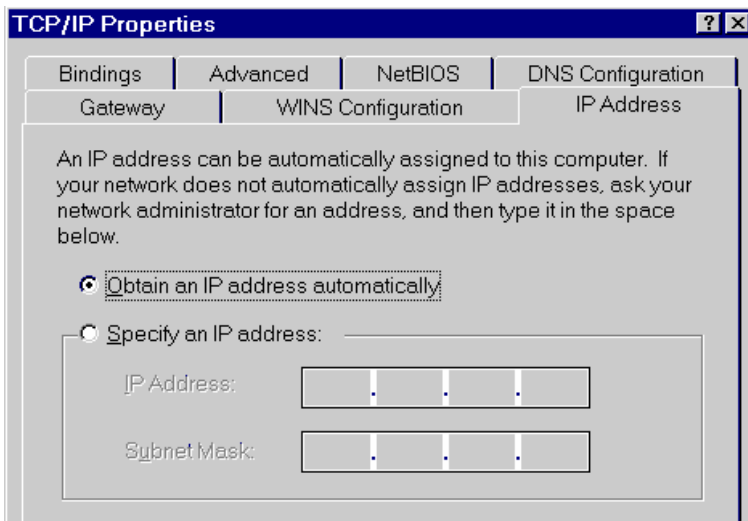 TCP/IP Properties
Bindings Advanced NetBIOS DNS Configuration
Gateway WINS Configuration IP Address
An IP address can be automatically assigned to this computer. If
your network does not automatically assign IP addresses, ask your
network administrator for an address, and then type it in the space
below.
Obtain an IP address automatically
Specify an IP address:
IP Address:
Subnet Mask: